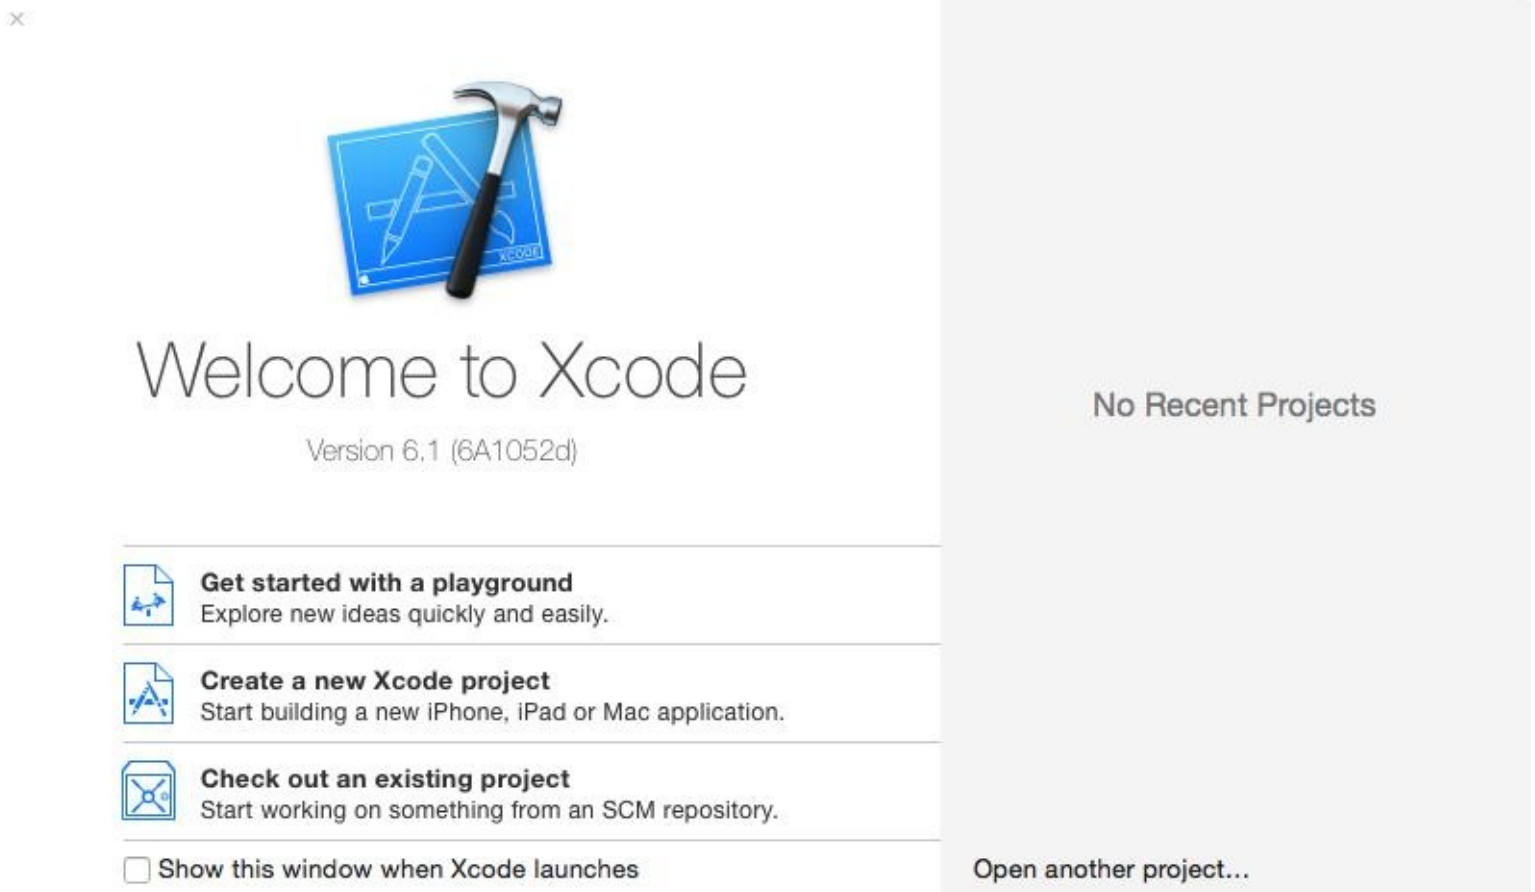 XCODE
Welcome to Xcode
Version 6.1 (6A1052d)
Get started with a playground
Explore new ideas quickly and easily.
Create a new Xcode project
Start building a new iPhone, iPad or Mac application.
Check out an existing project
Start working on something from an SCM repository.
Show this window when Xcode launches
No Recent Projects
Open another project...